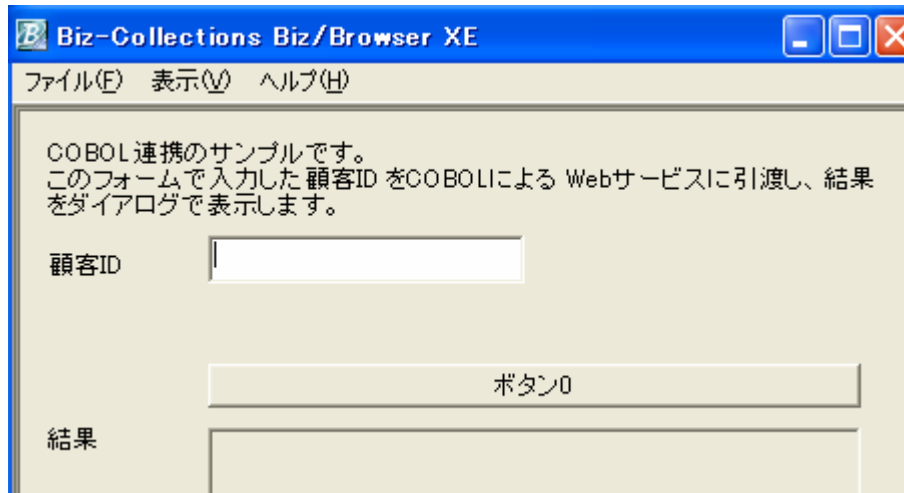 Biz-Collections Biz/Browser XE
ファイル(F) 表示(V) ヘルプ(H)
COBOL連携のサンプルです。
このフォームで入力した顧客ID をCOBOLによる Webサービスに引渡し、結果
をダイアログで表示します。
顧客ID
ボタン0
結果